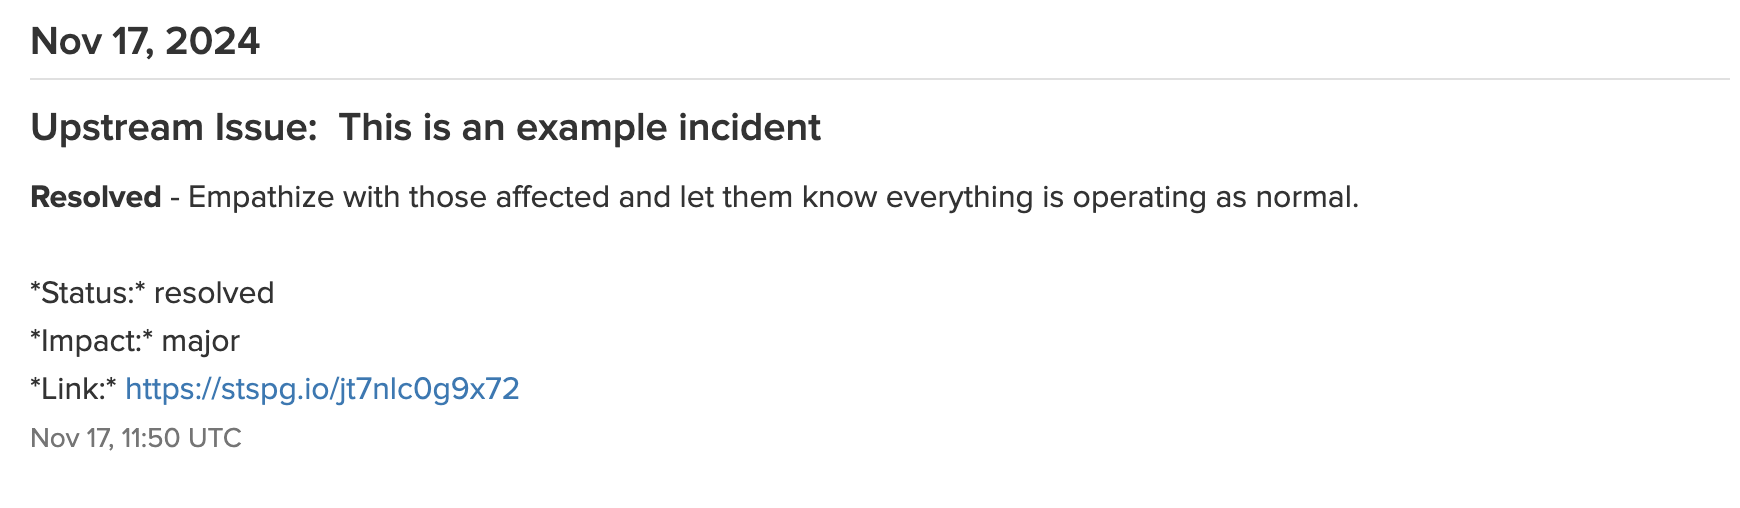 Nov 17, 2024
Upstream Issue:  This is an example incident
Resolved - Empathize with those affected and let them know everything is operating as normal.
*Status:* resolved
*Impact:* major
*Link:* https://stspg.io/jt7nlc0g9x72
Nov 17, 11:50 UTC